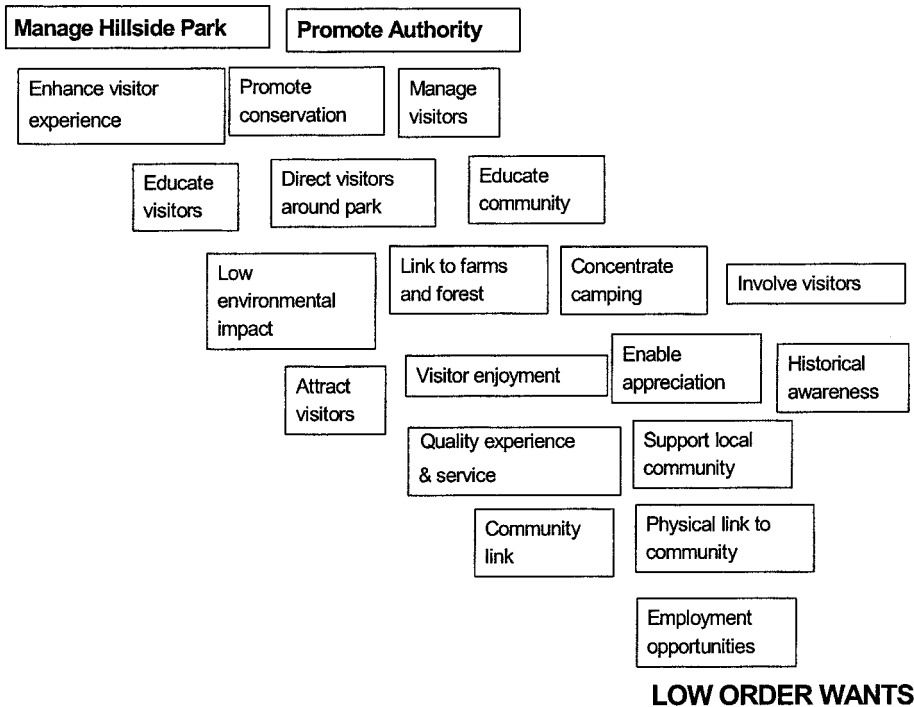 Manage Hillside Park
Promote Authority
Enhance visitor
experience
Promote
conservation
Manage
visitors
Educate
visitors
Direct visitors
around park
Educate
community
Low
environmental
impact
Link to farms
and forest
Concentrate
camping
Involve visitors
Attract
visitors
Visitor enjoyment
Enable
appreciation
Historical
awareness
Quality experience
& service
Support local
community
Community
link
Physical link to
community
Employment
opportunities
LOW ORDER WANTS